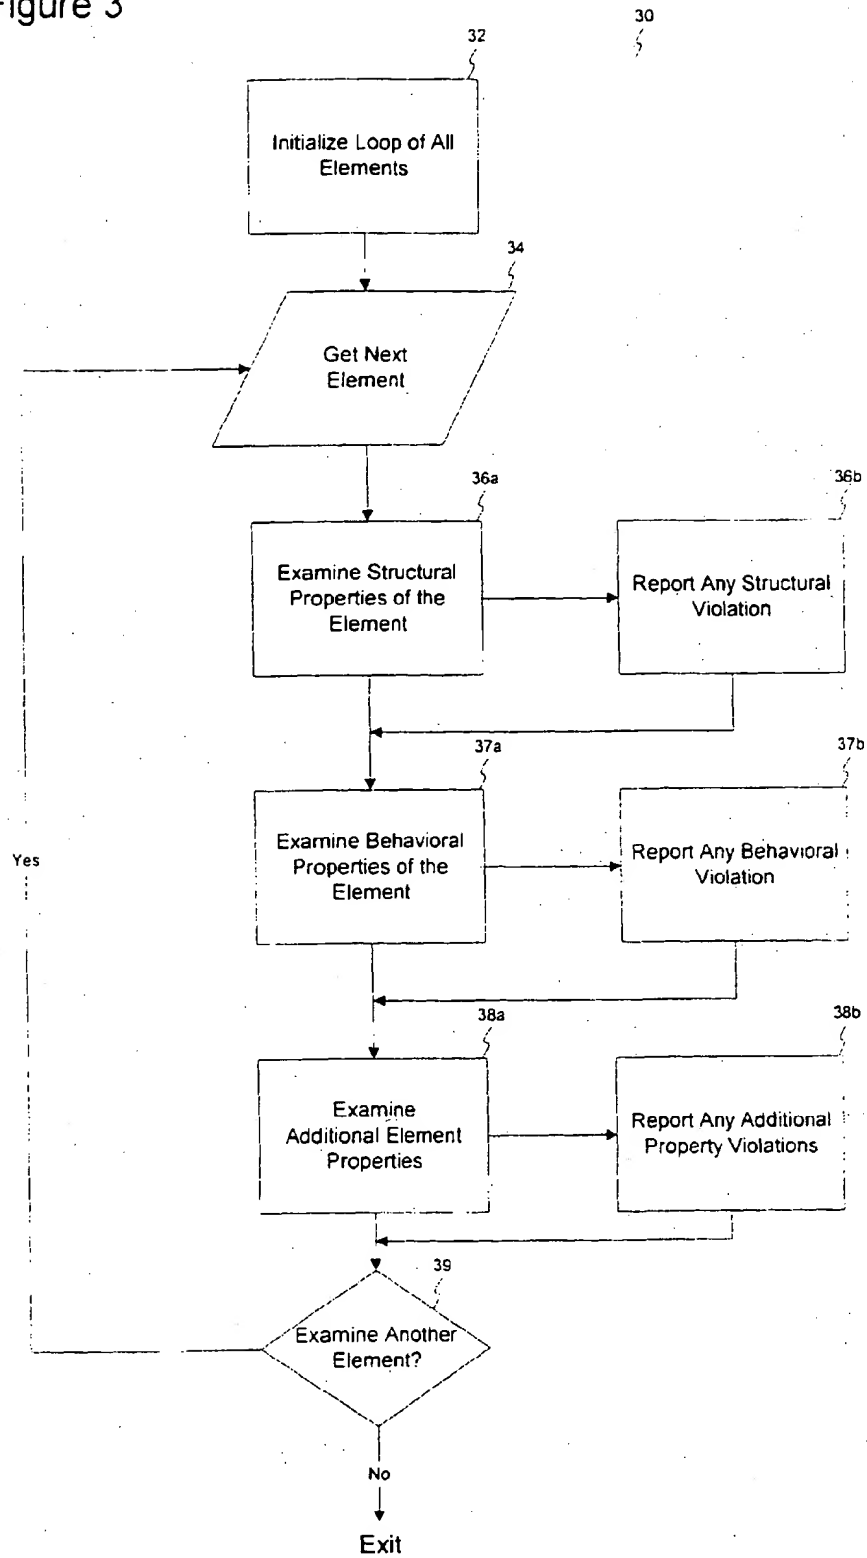 Figure 3
30
32
Initialize Loop of All
Elements
34
Get Next
Element
36a
36b
Examine Structural
Properties of the
Element
Report Any Structural
Violation
37a
37b
Examine Behavioral
Properties of the
Element
Report Any Behavioral
Violation
Yes
38a
38b
Examine
Additional Element
Properties
Report Any Additional
Property Violations
39
Examine Another
Element?
No
Exit